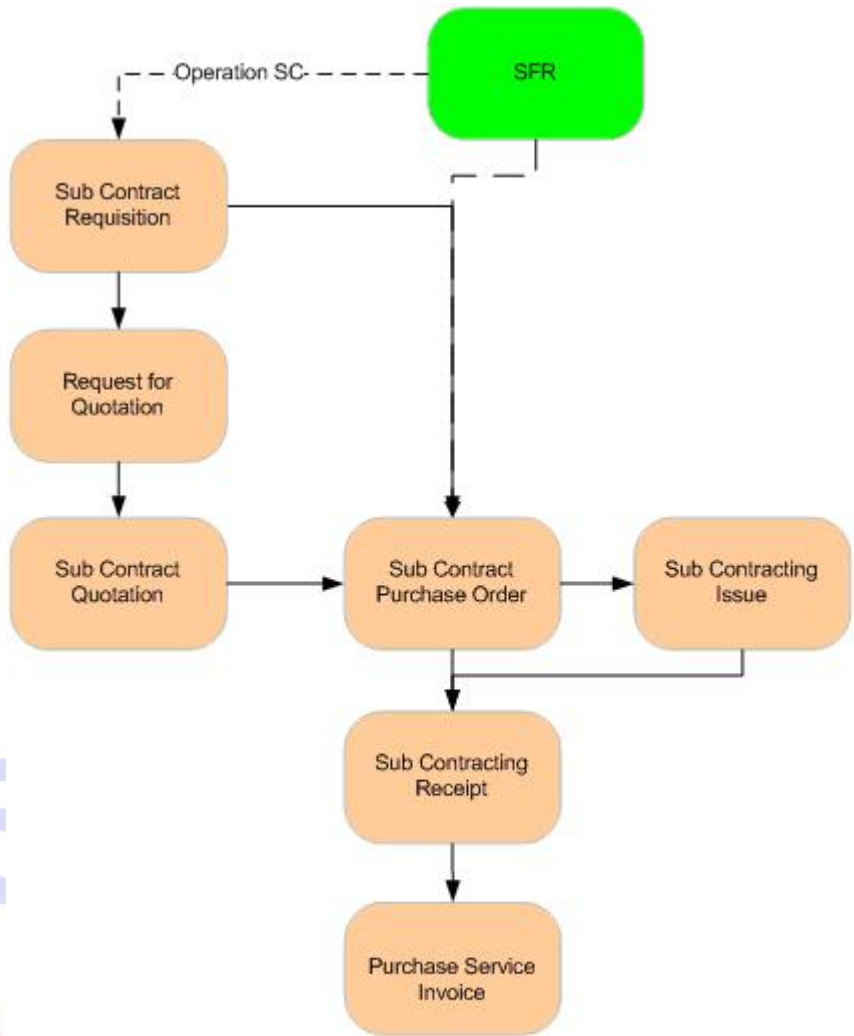 SFR
Operation SC
Sub Contract
Requisition
Request for
Quotation
Sub Contract
Quotation
Sub Contract
Purchase Order
Sub Contracting
Issue
Sub Contracting
Receipt
Purchase Service
Invoice